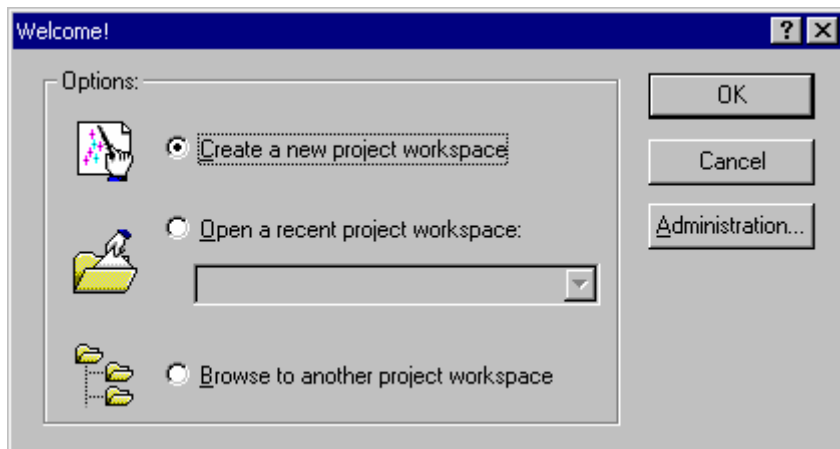 Welcome!
Options:
Create a new project workspace
Open a recent project workspace:
Browse to another project workspace
OK
Cancel
Administration...